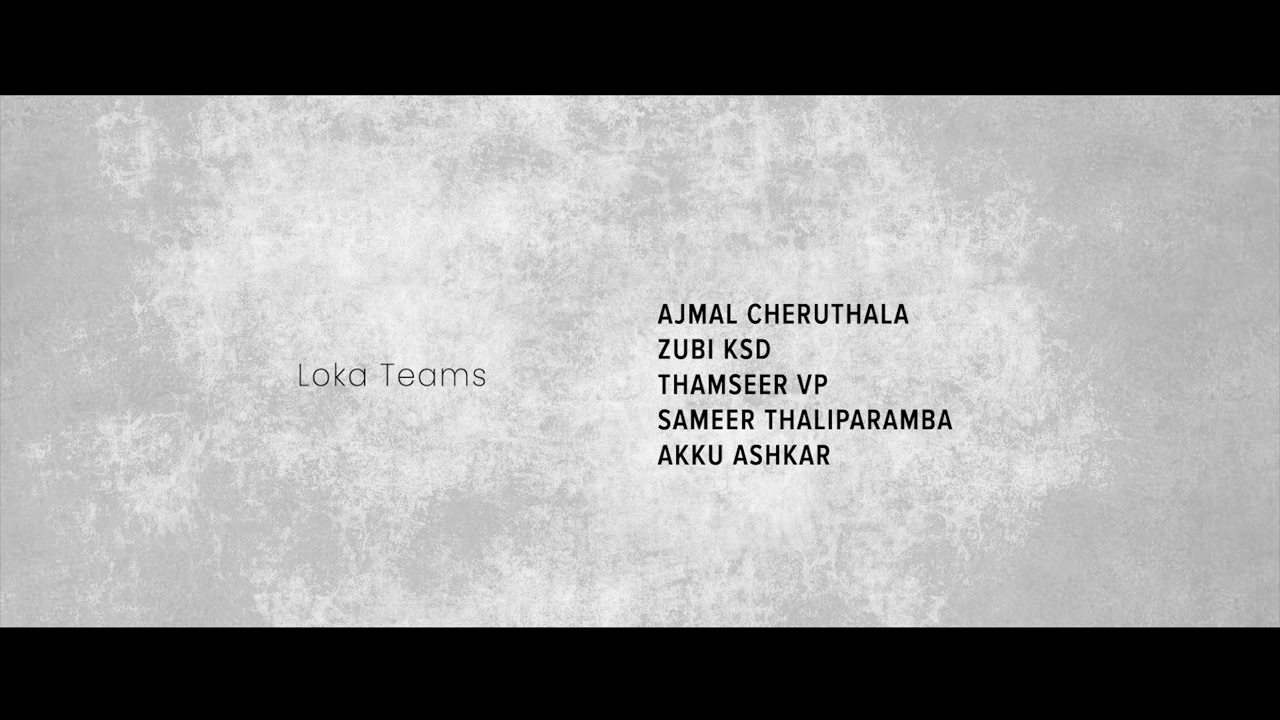 Loka Teams
AJMAL CHERUTHALA
ZUBI KSD
THAMSEER VP
SAMEER THALIPARAMBA
AKKU ASHKAR